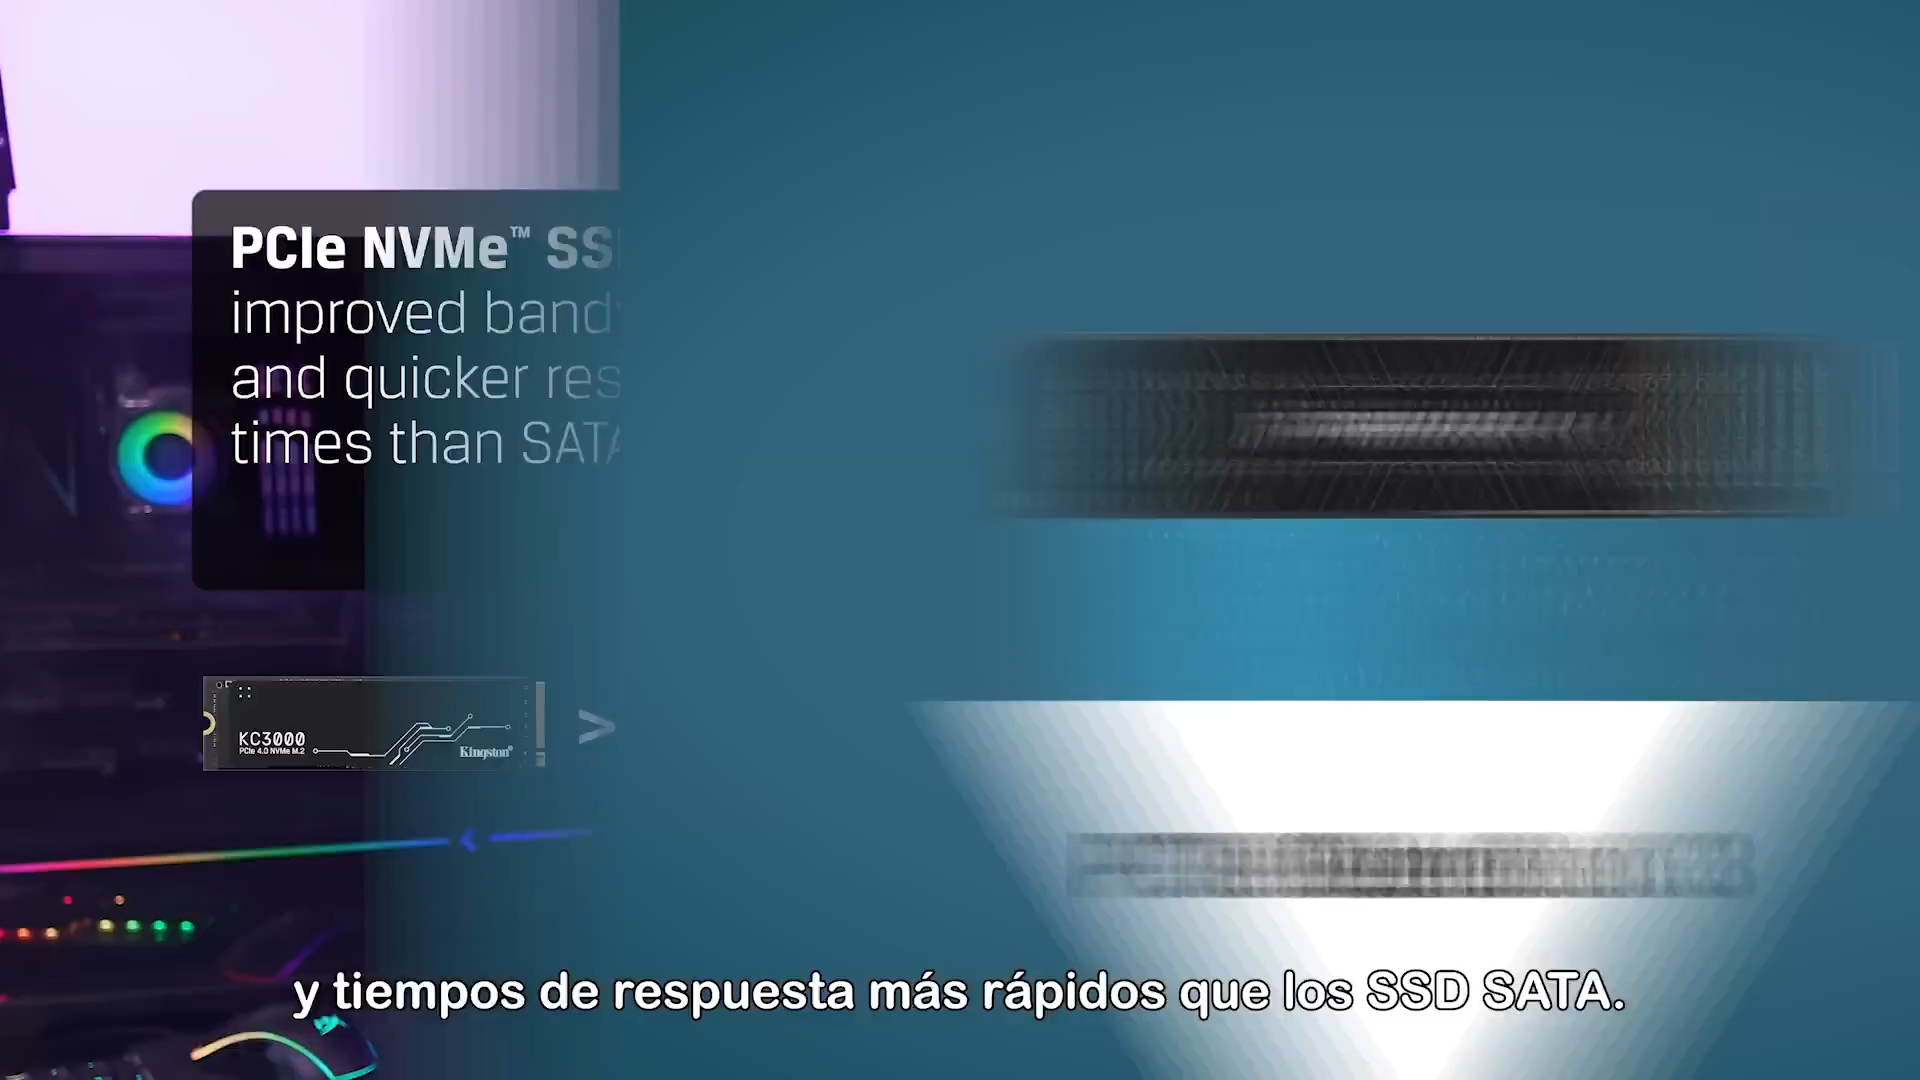 PCIe NVMe™ SS
improved band
and quicker res
times than SATA
KC3000
PCIe 4.0 NVMe M.2
Kingston
>
y tiempos de respuesta más rápidos que los SSD SATA.